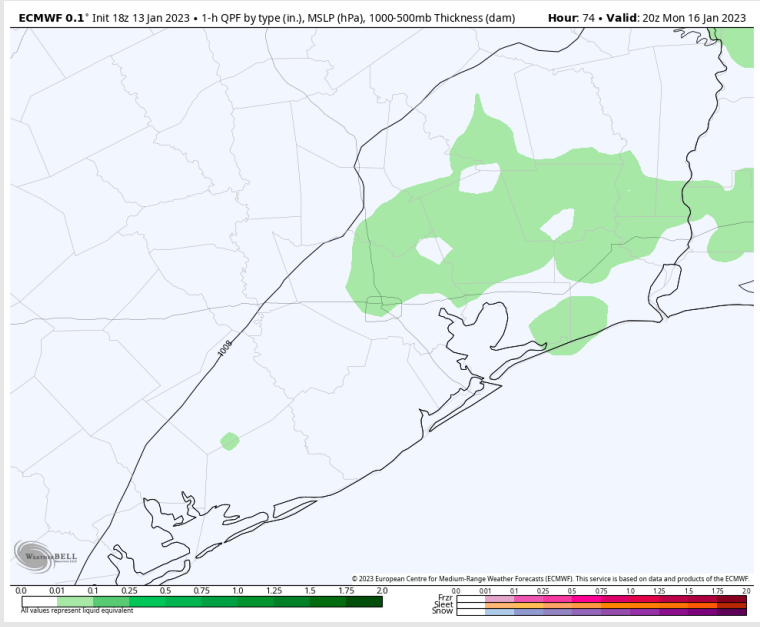 ECMWF 0.1° Init 18z 13 Jan 2023 • 1-h QPF by type (in.), MSLP (hPa), 1000-500mb Thickness (dam) Hour: 74 • Valid: 20z Mon 16 Jan 2023
1008
WEATHERBELL
© 2023 European Centre for Medium-Range Weather Forecasts (ECMWF). This service is based on data and products of the ECMWF.
0.0 0.01 0.1 0.25 0.5 0.75 1.0 1.25 1.5 1.75 2.0
All values represent liquid equivalent
0.0 0.01 0.1 0.25 0.5 0.75 1.0 1.25 1.5 1.75 2.0
Frzr
Sleet
Snow